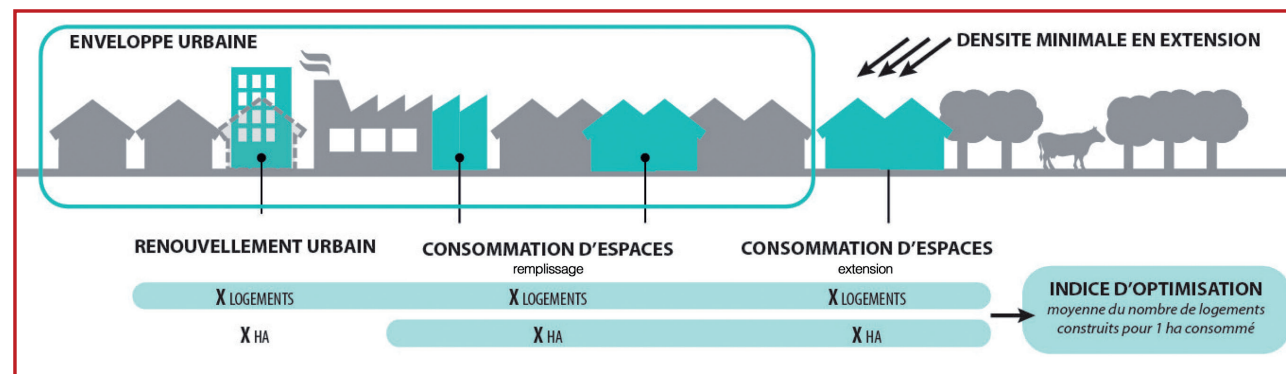 ENVELOPPE URBAINE
DENSITE MINIMALE EN EXTENSION
RENOUVELLEMENT URBAIN
CONSOMMATION D'ESPACES
remplissage
CONSOMMATION D'ESPACES
extension
X LOGEMENTS
X LOGEMENTS
X LOGEMENTS
X HA
X HA
X HA
INDICE D'OPTIMISATION
moyenne du nombre de logements
construits pour 1 ha consommé